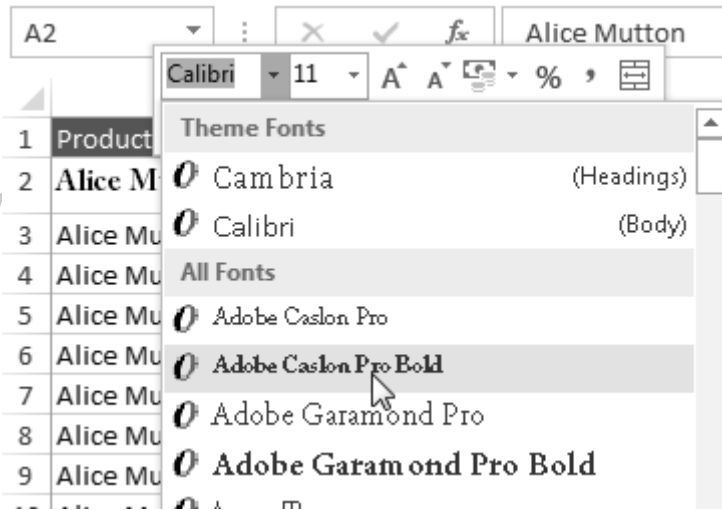 A2 fx Alice Mutton
Calibri 11 A A % ,
1 Product
Theme Fonts
2 Alice M
Cambria (Headings)
3 Alice Mu
Calibri (Body)
4 Alice Mu
All Fonts
5 Alice Mu
Adobe Caslon Pro
6 Alice Mu
Adobe Caslon Pro Bold
7 Alice Mu
Adobe Garamond Pro
8 Alice Mu
9 Alice Mu
Adobe Garamond Pro Bold